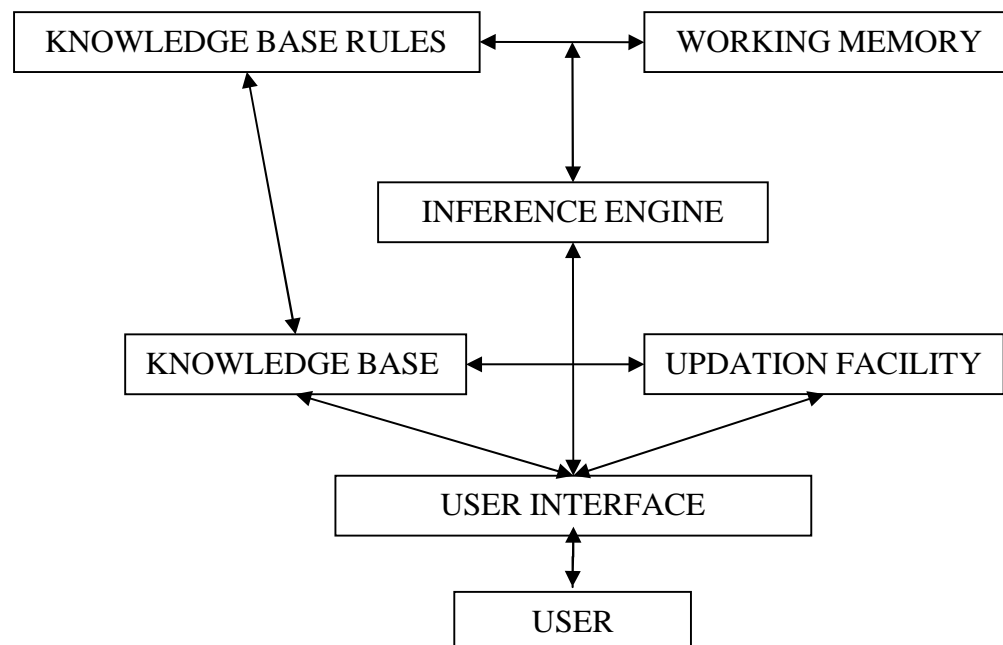 KNOWLEDGE BASE RULES
WORKING MEMORY
INFERENCE ENGINE
KNOWLEDGE BASE
UPDATION FACILITY
USER INTERFACE
USER